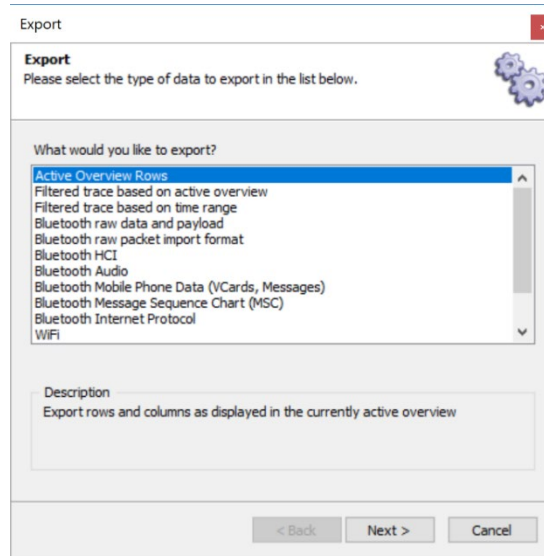 Export
Export
Please select the type of data to export in the list below.
What would you like to export?
Active Overview Rows
Filtered trace based on active overview
Filtered trace based on time range
Bluetooth raw data and payload
Bluetooth raw packet import format
Bluetooth HCI
Bluetooth Audio
Bluetooth Mobile Phone Data (VCards, Messages)
Bluetooth Message Sequence Chart (MSC)
Bluetooth Internet Protocol
WiFi
Description
Export rows and columns as displayed in the currently active overview
< Back
Next >
Cancel